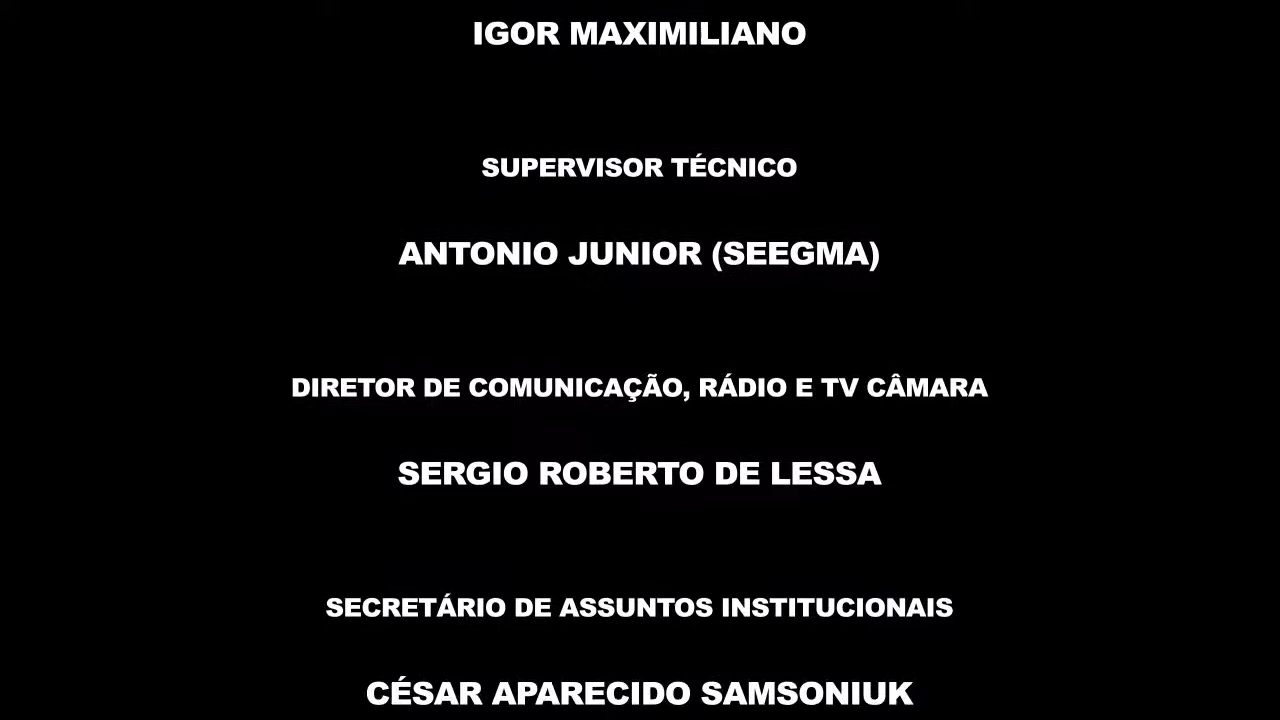 IGOR MAXIMILIANO
SUPERVISOR TÉCNICO
ANTONIO JUNIOR (SEEGMA)
DIRETOR DE COMUNICAÇÃO, RÁDIO E TV CÂMARA
SERGIO ROBERTO DE LESSA
SECRETÁRIO DE ASSUNTOS INSTITUCIONAIS
CÉSAR APARECIDO SAMSONIUK